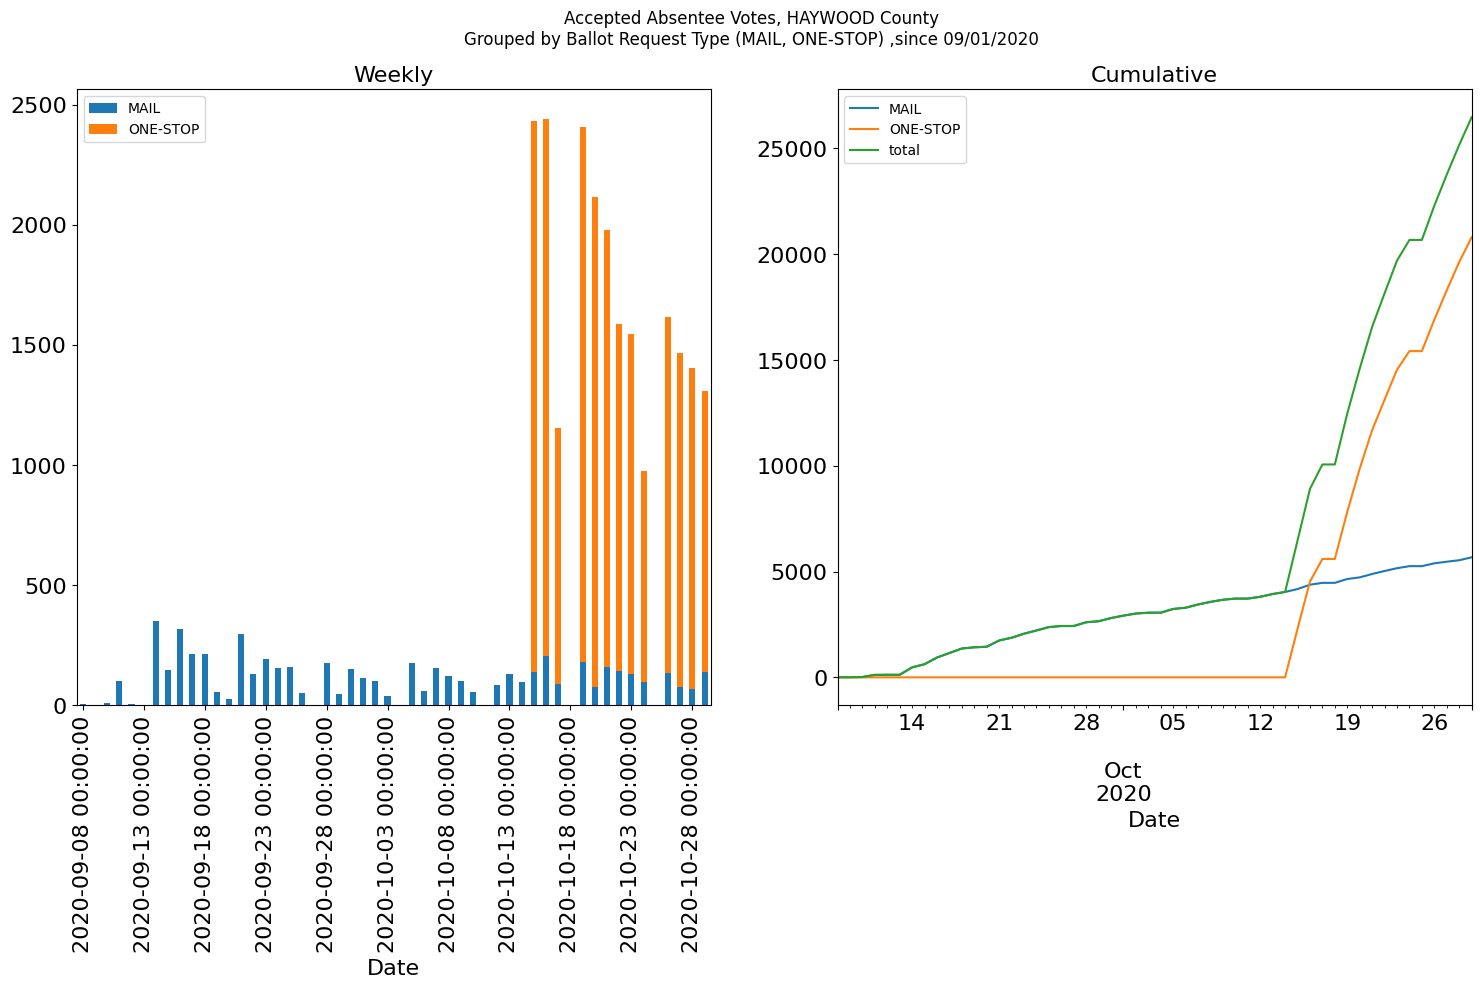 Accepted Absentee Votes, HAYWOOD County
Grouped by Ballot Request Type (MAIL, ONE-STOP) ,since 09/01/2020
Weekly
MAIL
ONE-STOP
2500
2000
1500
1000
500
0
2020-09-08 00:00:00
2020-09-13 00:00:00
2020-09-18 00:00:00
2020-09-23 00:00:00
2020-09-28 00:00:00
2020-10-03 00:00:00
2020-10-08 00:00:00
2020-10-13 00:00:00
2020-10-18 00:00:00
2020-10-23 00:00:00
2020-10-28 00:00:00
Date
Cumulative
MAIL
ONE-STOP
total
25000
20000
15000
10000
5000
0
14 21 28 05 12 19 26
Oct
2020
Date